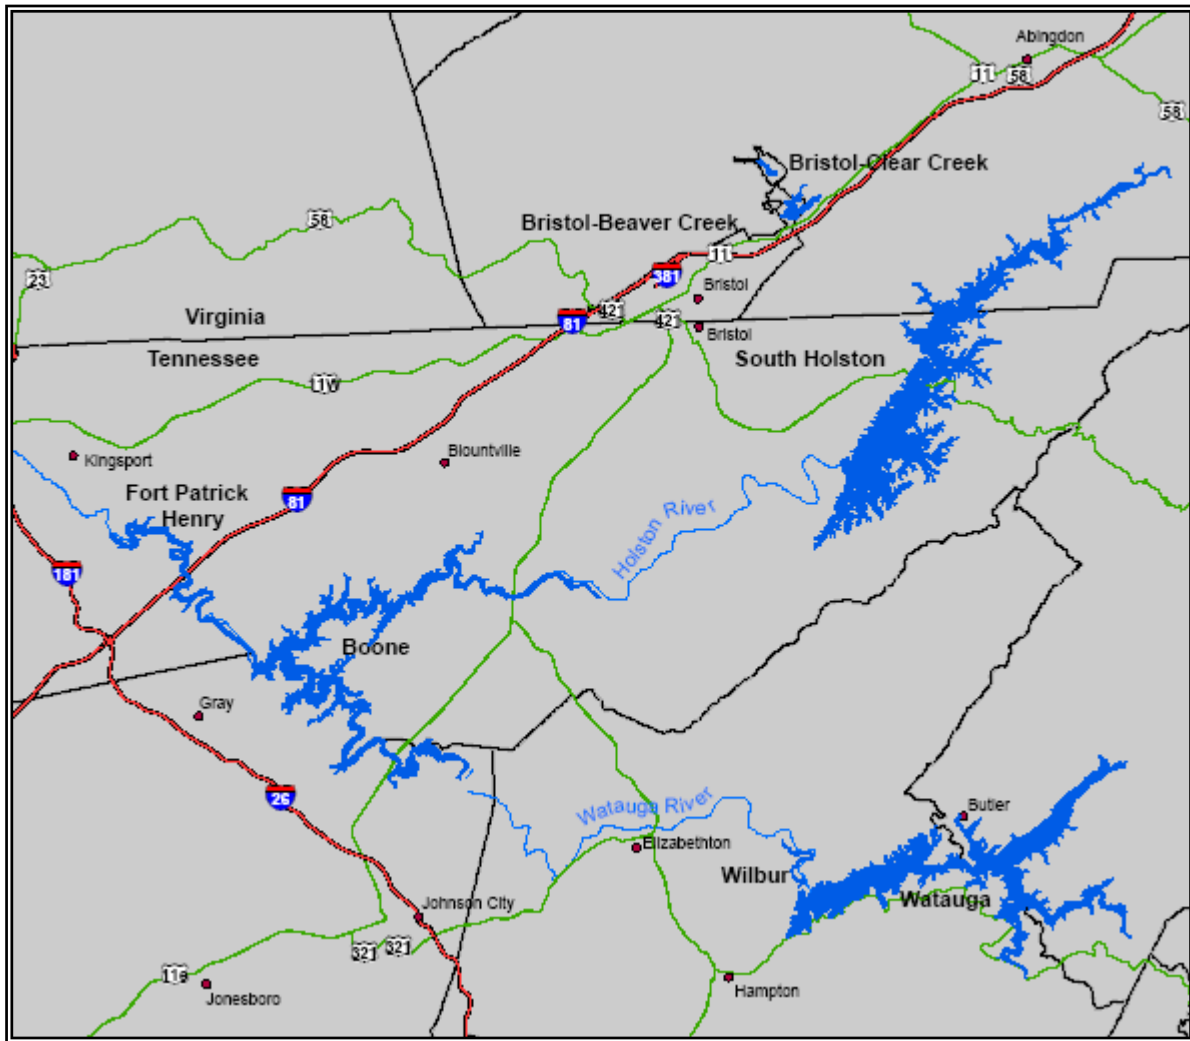 Abingdon
11
58
58
Bristol-Clear Creek
Bristol-Beaver Creek
58
23
11
381
Bristol
421
Virginia
81
421
Bristol
Tennessee
South Holston
11w
Kingsport
Blountville
Fort Patrick
Henry
81
Holston River
181
Boone
Gray
26
Watauga River
Butler
Elizabethton
Wilbur
Watauga
Johnson City
321
321
11e
Jonesboro
Hampton